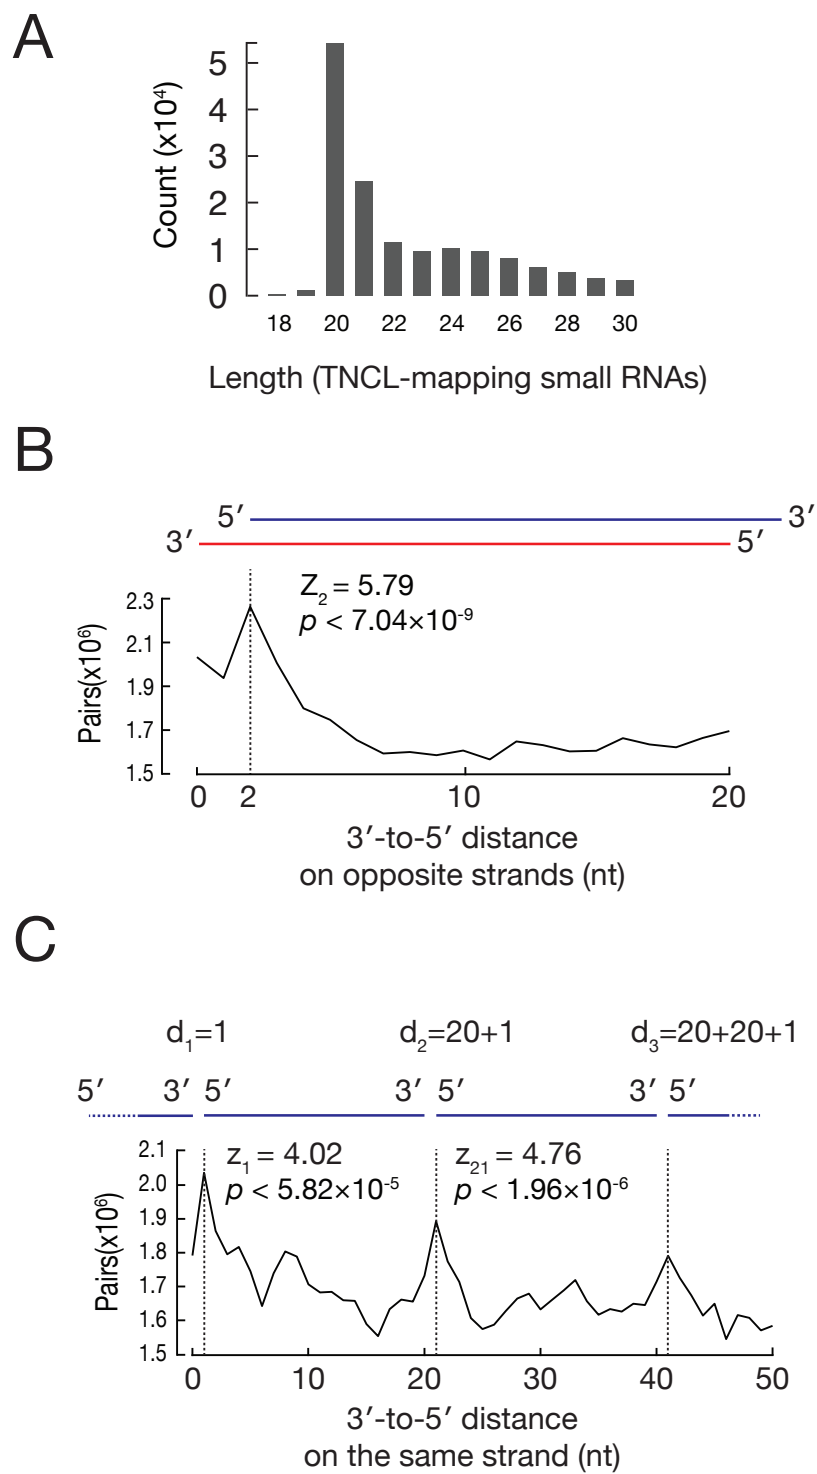 A
Count (x10⁴)
5
4
3
2
1
0
18 20 22 24 26 28 30
Length (TNCL-mapping small RNAs)
B
5′ 3′
3′ 5′
Z₂ = 5.79
p < 7.04×10⁻⁹
Pairs(x10⁶)
2.3
2.1
1.9
1.7
1.5
0 2 10 20
3′-to-5′ distance
on opposite strands (nt)
C
d₁=1 d₂=20+1 d₃=20+20+1
5′ 3′ 5′ 3′ 5′ 3′ 5′
z₁ = 4.02 z₂₁ = 4.76
p < 5.82×10⁻⁵ p < 1.96×10⁻⁶
Pairs(x10⁶)
2.1
2.0
1.9
1.8
1.7
1.6
1.5
0 10 20 30 40 50
3′-to-5′ distance
on the same strand (nt)